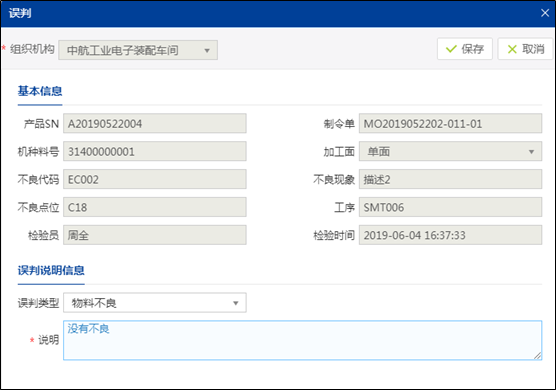 误判
* 组织机构 中航工业电子装配车间 保存 取消
基本信息
产品SN A20190522004 制令单 MO2019052202-011-01
机种料号 31400000001 加工面 单面
不良代码 EC002 不良现象 描述2
不良点位 C18 工序 SMT006
检验员 周全 检验时间 2019-06-04 16:37:33
误判说明信息
误判类型 物料不良
* 说明 没有不良